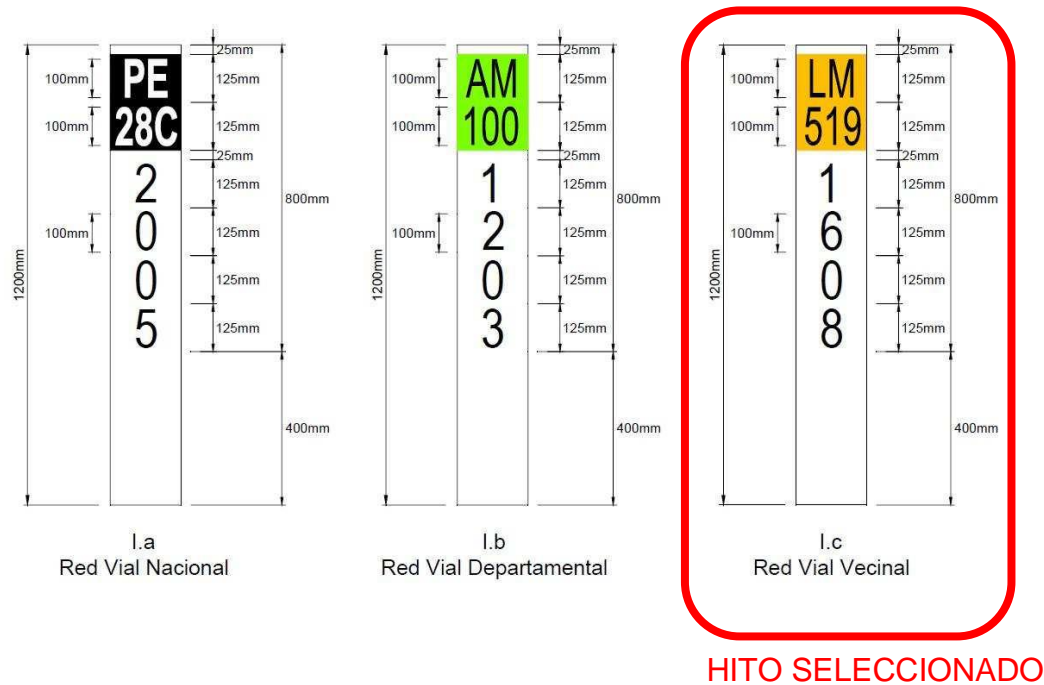 25mm
PE
100mm
125mm
28C
100mm
125mm
25mm
2
125mm
800mm
0
100mm
125mm
1200mm
0
125mm
5
125mm
400mm
I.a
Red Vial Nacional
25mm
AM
100mm
125mm
100
100mm
125mm
25mm
1
125mm
800mm
2
100mm
125mm
1200mm
0
125mm
3
125mm
400mm
I.b
Red Vial Departamental
25mm
LM
100mm
125mm
519
100mm
125mm
25mm
1
125mm
800mm
6
100mm
125mm
1200mm
0
125mm
8
125mm
400mm
I.c
Red Vial Vecinal
HITO SELECCIONADO